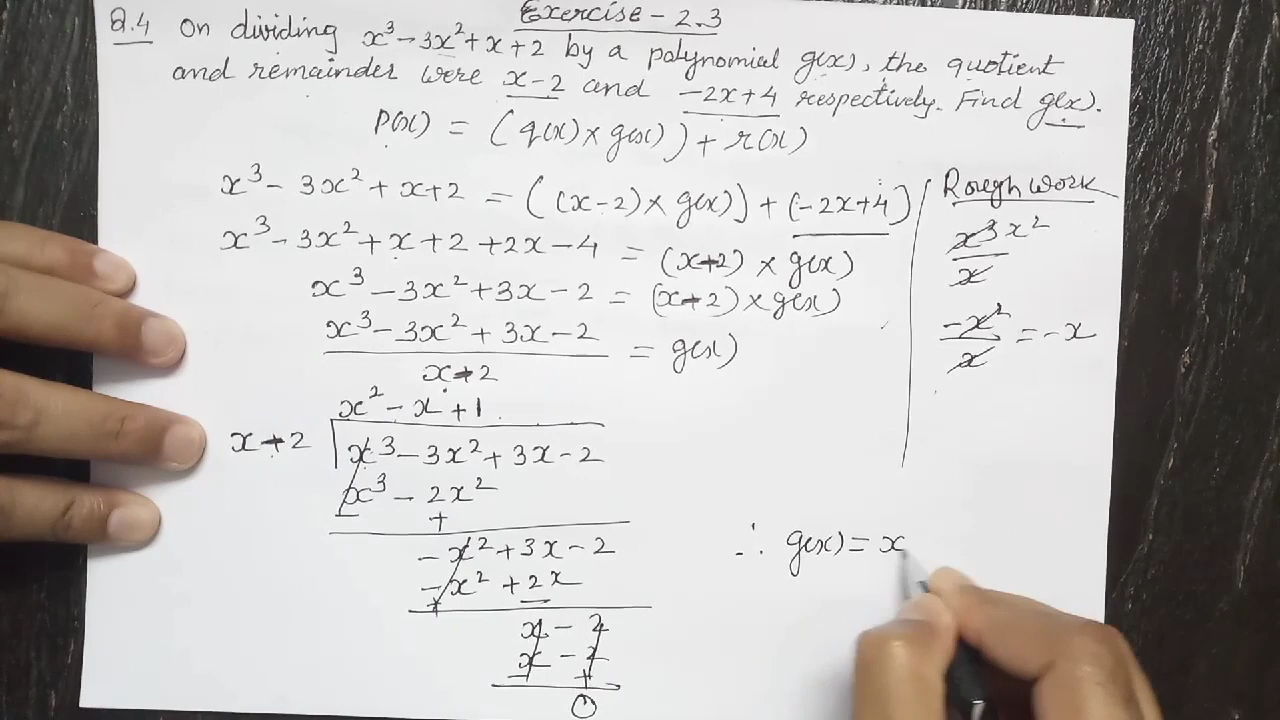 Exercise - 2.3
Q.4 On dividing x³-3x²+x+2 by a polynomial g(x), the quotient
and remainder were x-2 and -2x+4 respectively. Find g(x).
P(x) = (q(x) × g(x)) + r(x)
x³ - 3x² + x+2 = ((x-2) × g(x)) + (-2x+4)
x³ - 3x² + x + 2 + 2x - 4 = (x-2) × g(x)
x³ - 3x² + 3x - 2 = (x-2) × g(x)
x³ - 3x² + 3x - 2
x-2
= g(x)
x² - x + 1
x-2
x³ - 3x² + 3x - 2
x³ - 2x²
- +
-x² + 3x - 2
-x² + 2x
+ -
x - 2
x - 2
- +
0
Rough work
x³ x²
x
-x² = -x
x
∴ g(x) = x